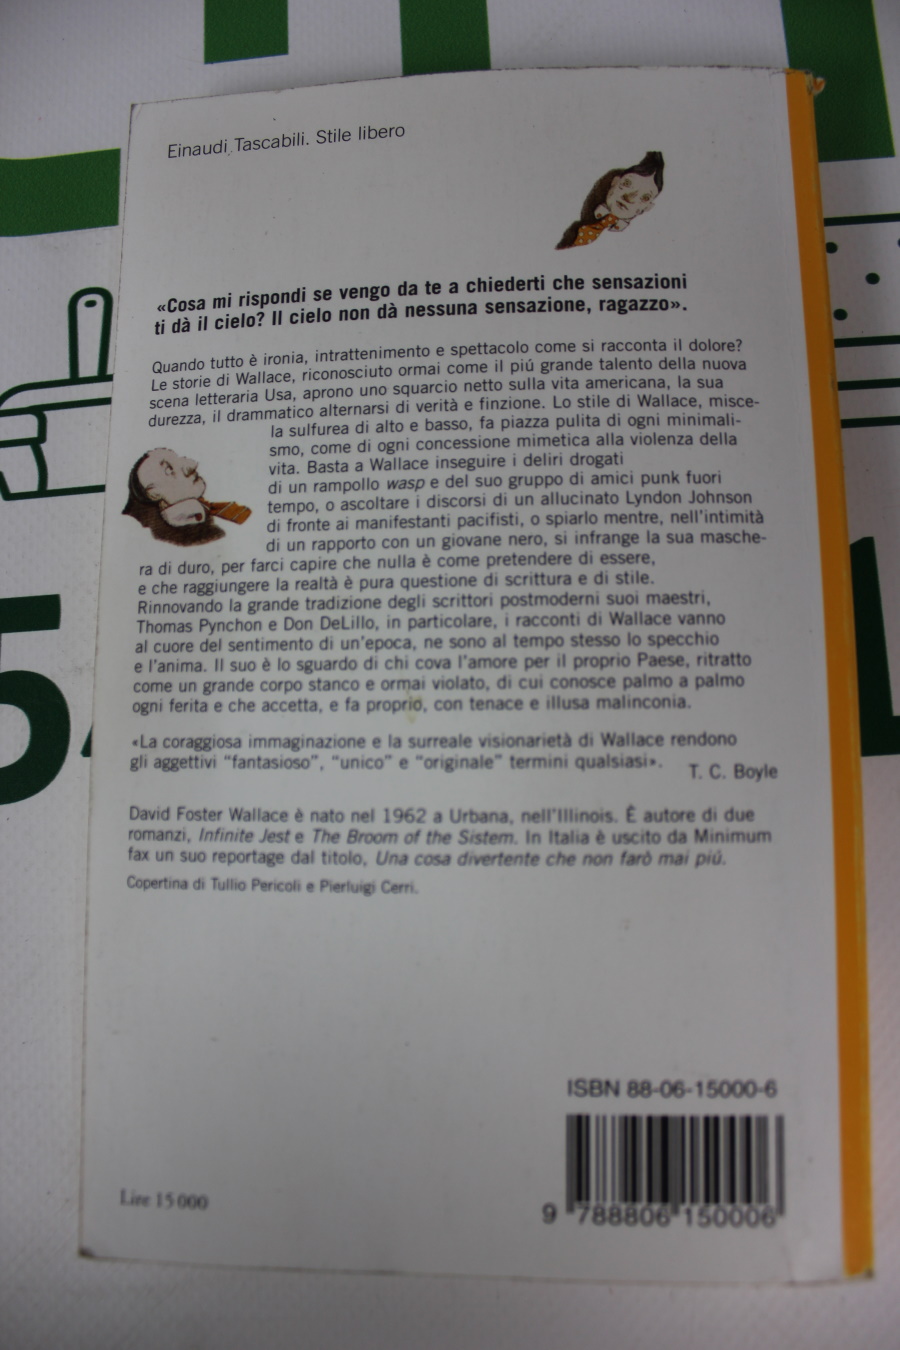 Einaudi Tascabili. Stile libero
«Cosa mi rispondi se vengo da te a chiederti che sensazioni
ti dà il cielo? Il cielo non dà nessuna sensazione, ragazzo».
Quando tutto è ironia, intrattenimento e spettacolo come si racconta il dolore?
Le storie di Wallace, riconosciuto ormai come il piú grande talento della nuova
scena letteraria Usa, aprono uno squarcio netto sulla vita americana, la sua
durezza, il drammatico alternarsi di verità e finzione. Lo stile di Wallace, misce-
la sulfurea di alto e basso, fa piazza pulita di ogni minimali-
smo, come di ogni concessione mimetica alla violenza della
vita. Basta a Wallace inseguire i deliri drogati
di un rampollo wasp e del suo gruppo di amici punk fuori
tempo, o ascoltare i discorsi di un allucinato Lyndon Johnson
di fronte ai manifestanti pacifisti, o spiarlo mentre, nell'intimità
di un rapporto con un giovane nero, si infrange la sua masche-
ra di duro, per farci capire che nulla è come pretendere di essere,
e che raggiungere la realtà è pura questione di scrittura e di stile.
Rinnovando la grande tradizione degli scrittori postmoderni suoi maestri,
Thomas Pynchon e Don DeLillo, in particolare, i racconti di Wallace vanno
al cuore del sentimento di un'epoca, ne sono al tempo stesso lo specchio
e l'anima. Il suo è lo sguardo di chi cova l'amore per il proprio Paese, ritratto
come un grande corpo stanco e ormai violato, di cui conosce palmo a palmo
ogni ferita e che accetta, e fa proprio, con tenace e illusa malinconia.
«La coraggiosa immaginazione e la surreale visionarietà di Wallace rendono
gli aggettivi "fantasioso", "unico" e "originale" termini qualsiasi».
T. C. Boyle
David Foster Wallace è nato nel 1962 a Urbana, nell'Illinois. È autore di due
romanzi, Infinite Jest e The Broom of the Sistem. In Italia è uscito da Minimum
fax un suo reportage dal titolo, Una cosa divertente che non farò mai piú.
Copertina di Tullio Pericoli e Pierluigi Cerri.
ISBN 88-06-15000-6
Lire 15000
9 788806 150006